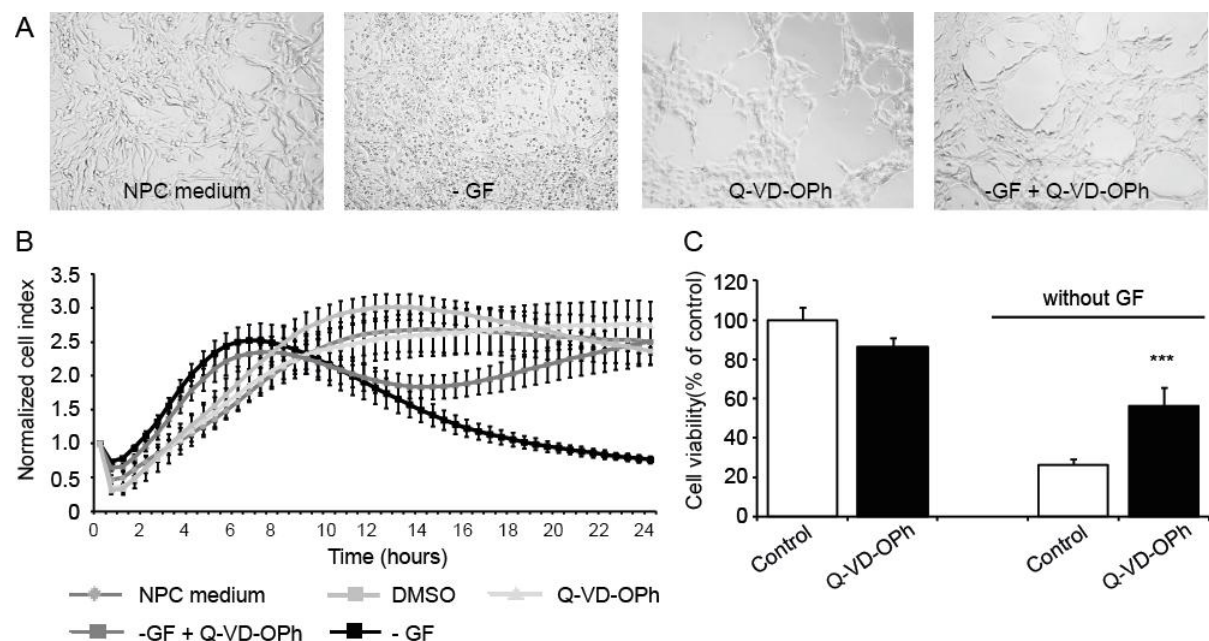 A
NPC medium
- GF
Q-VD-OPh
-GF + Q-VD-OPh
B
Normalized cell index
3.5
3.0
2.5
2.0
1.5
1.0
0.5
0
0 2 4 6 8 10 12 14 16 18 20 22 24
Time (hours)
NPC medium
DMSO
Q-VD-OPh
-GF + Q-VD-OPh
- GF
C
Cell viability(% of control)
120
100
80
60
40
20
0
without GF
***
Control
Q-VD-OPh
Control
Q-VD-OPh